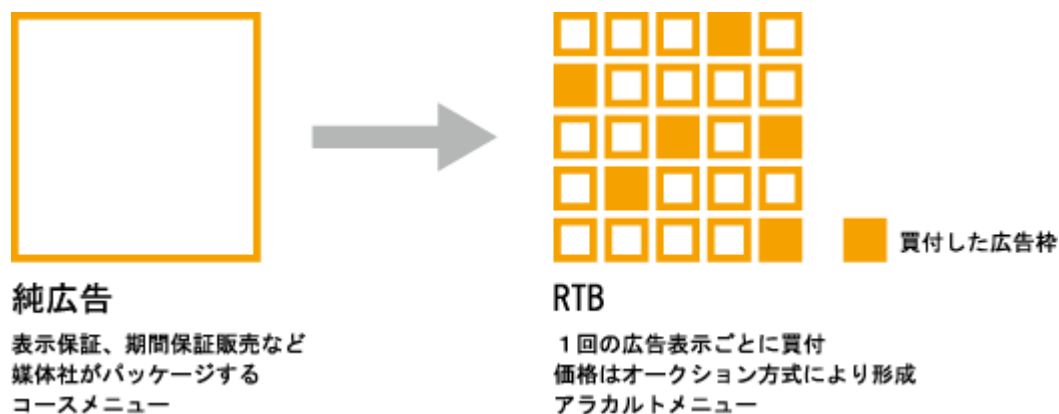 買付した広告枠
純広告
表示保証、期間保証販売など
媒体社がパッケージする
コースメニュー
RTB
1回の広告表示ごとに買付
価格はオークション方式により形成
アラカルトメニュー